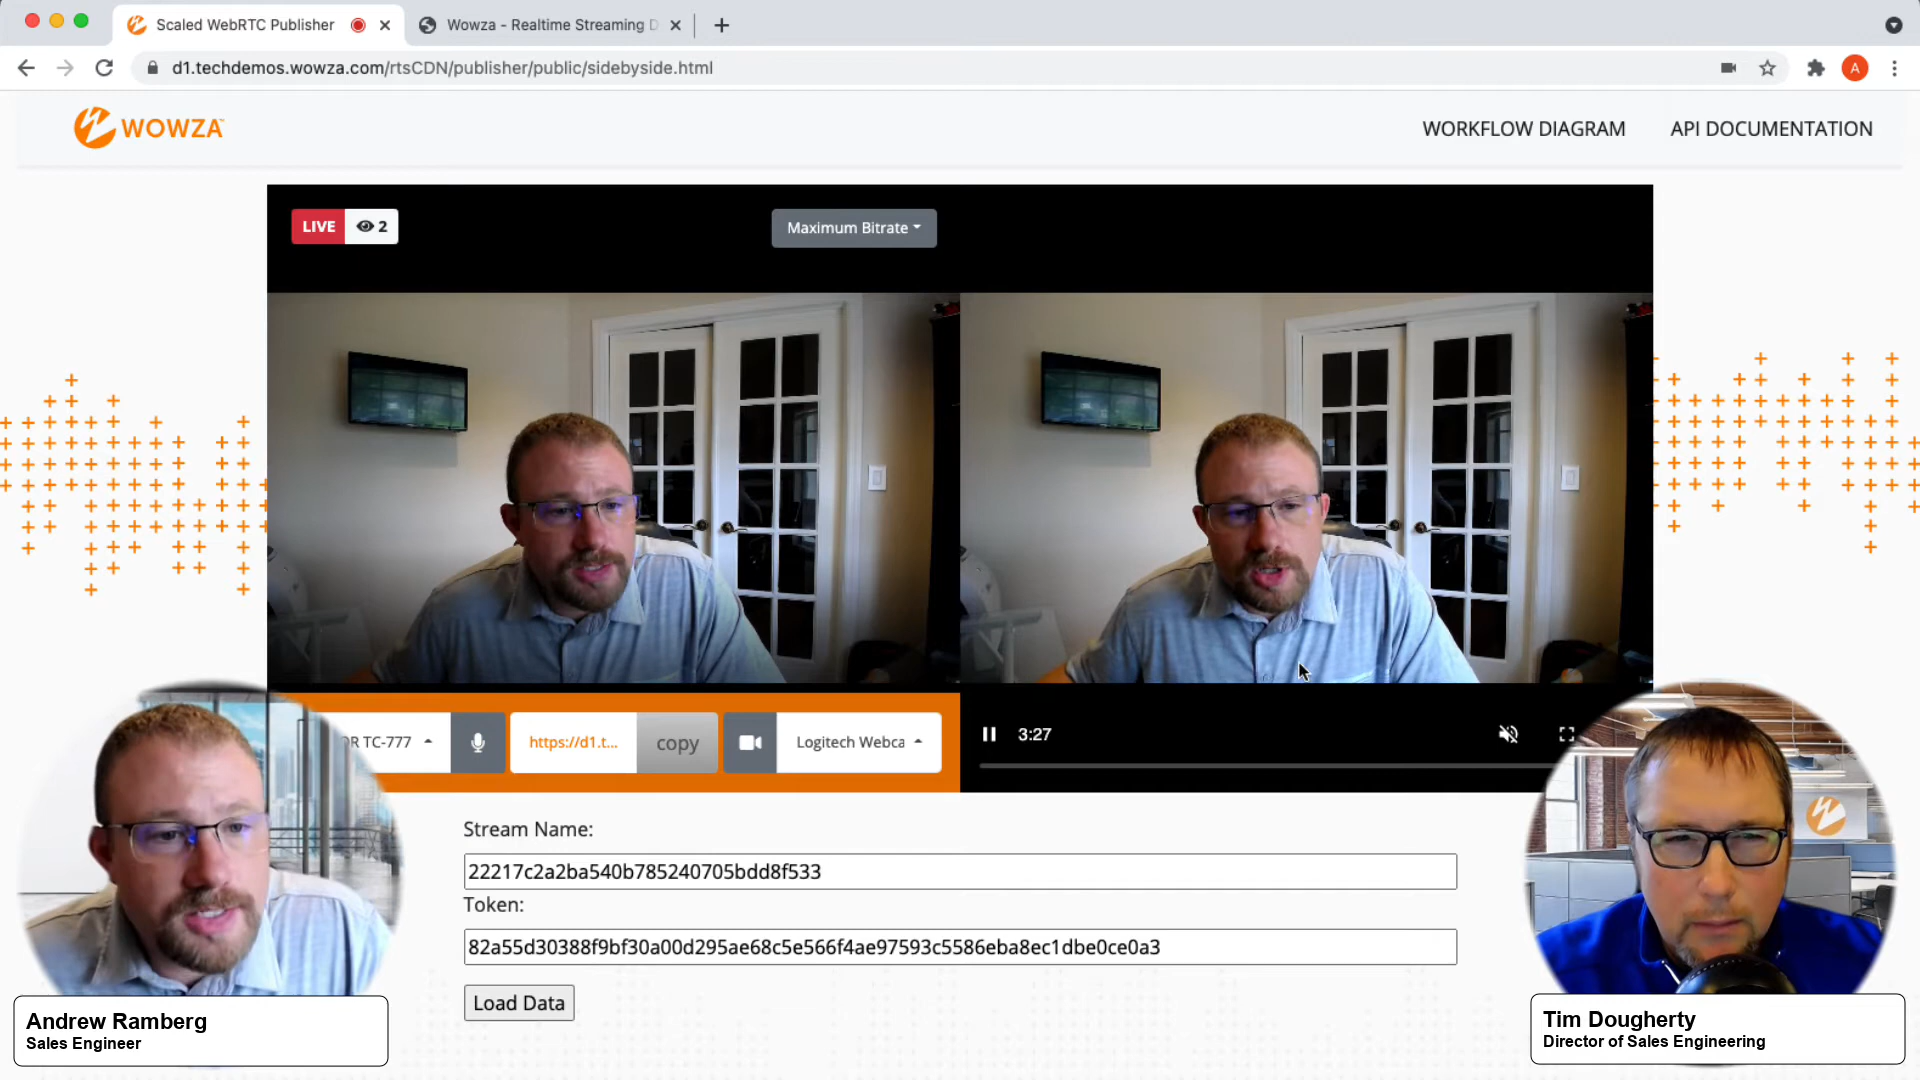 Scaled WebRTC Publisher
Wowza - Realtime Streaming D
d1.techdemos.wowza.com/rtsCDN/publisher/public/sidebyside.html
A
WOWZA
WORKFLOW DIAGRAM
API DOCUMENTATION
LIVE 2
Maximum Bitrate
R TC-777
https://d1.t...
copy
Logitech Webca
3:27
Stream Name:
22217c2a2ba540b785240705bdd8f533
Token:
82a55d30388f9bf30a00d295ae68c5e566f4ae97593c5586eba8ec1dbe0ce0a3
Load Data
Andrew Ramberg
Sales Engineer
Tim Dougherty
Director of Sales Engineering